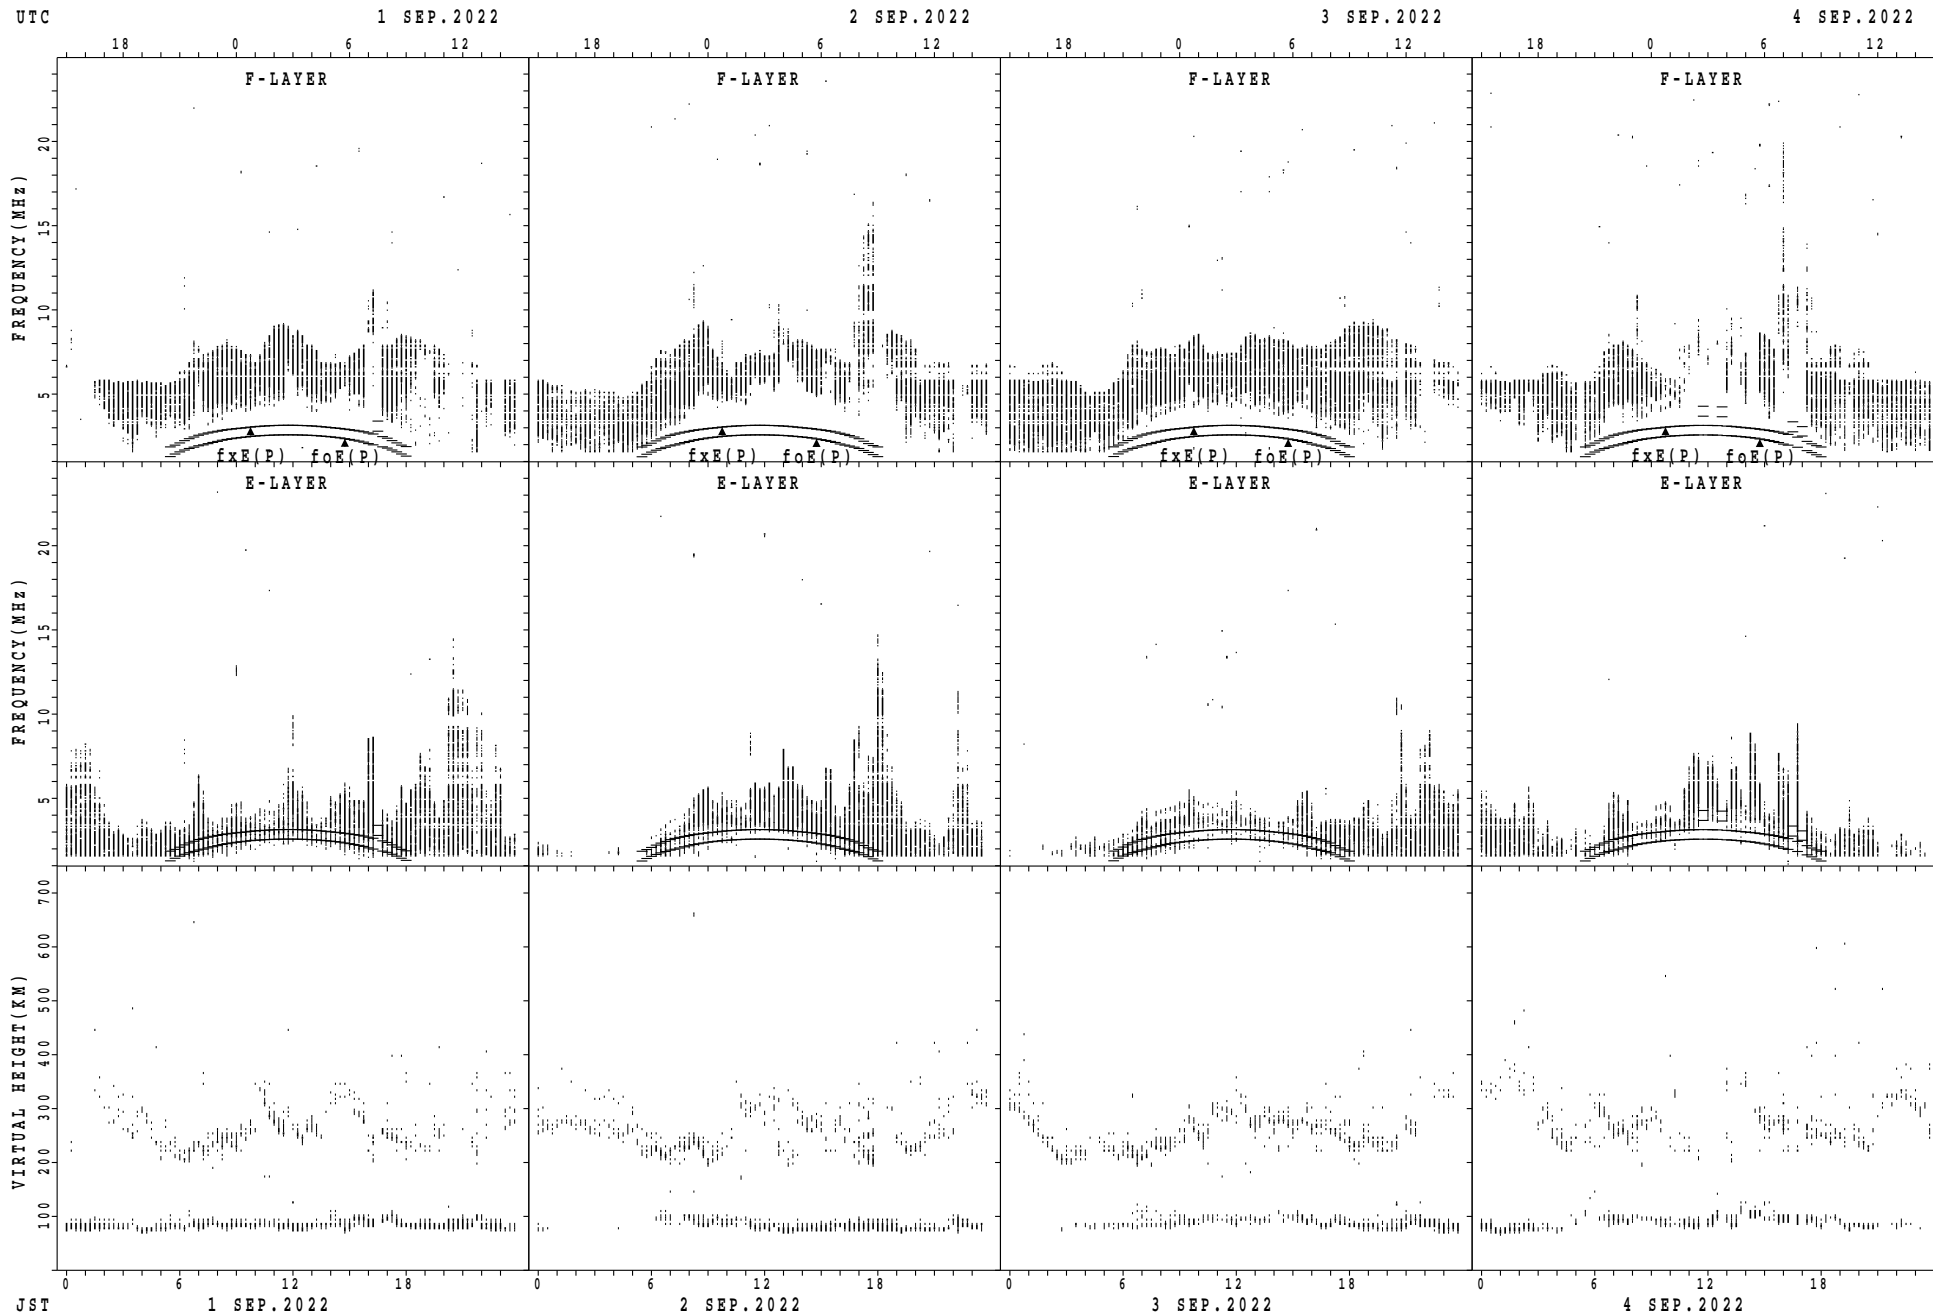 UTC 1 SEP.2022 2 SEP.2022 3 SEP.2022 4 SEP.2022
18 0 6 12 18 0 6 12 18 0 6 12 18 0 6 12
F-LAYER F-LAYER F-LAYER F-LAYER
FREQUENCY(MHz)
20
15
10
5
fxE(P) foE(P) fxE(P) foE(P) fxE(P) foE(P) fxE(P) foE(P)
E-LAYER E-LAYER E-LAYER E-LAYER
FREQUENCY(MHz)
20
15
10
5
VIRTUAL HEIGHT(KM)
700
600
500
400
300
200
100
0 6 12 18 0 6 12 18 0 6 12 18 0 6 12 18
JST 1 SEP.2022 2 SEP.2022 3 SEP.2022 4 SEP.2022